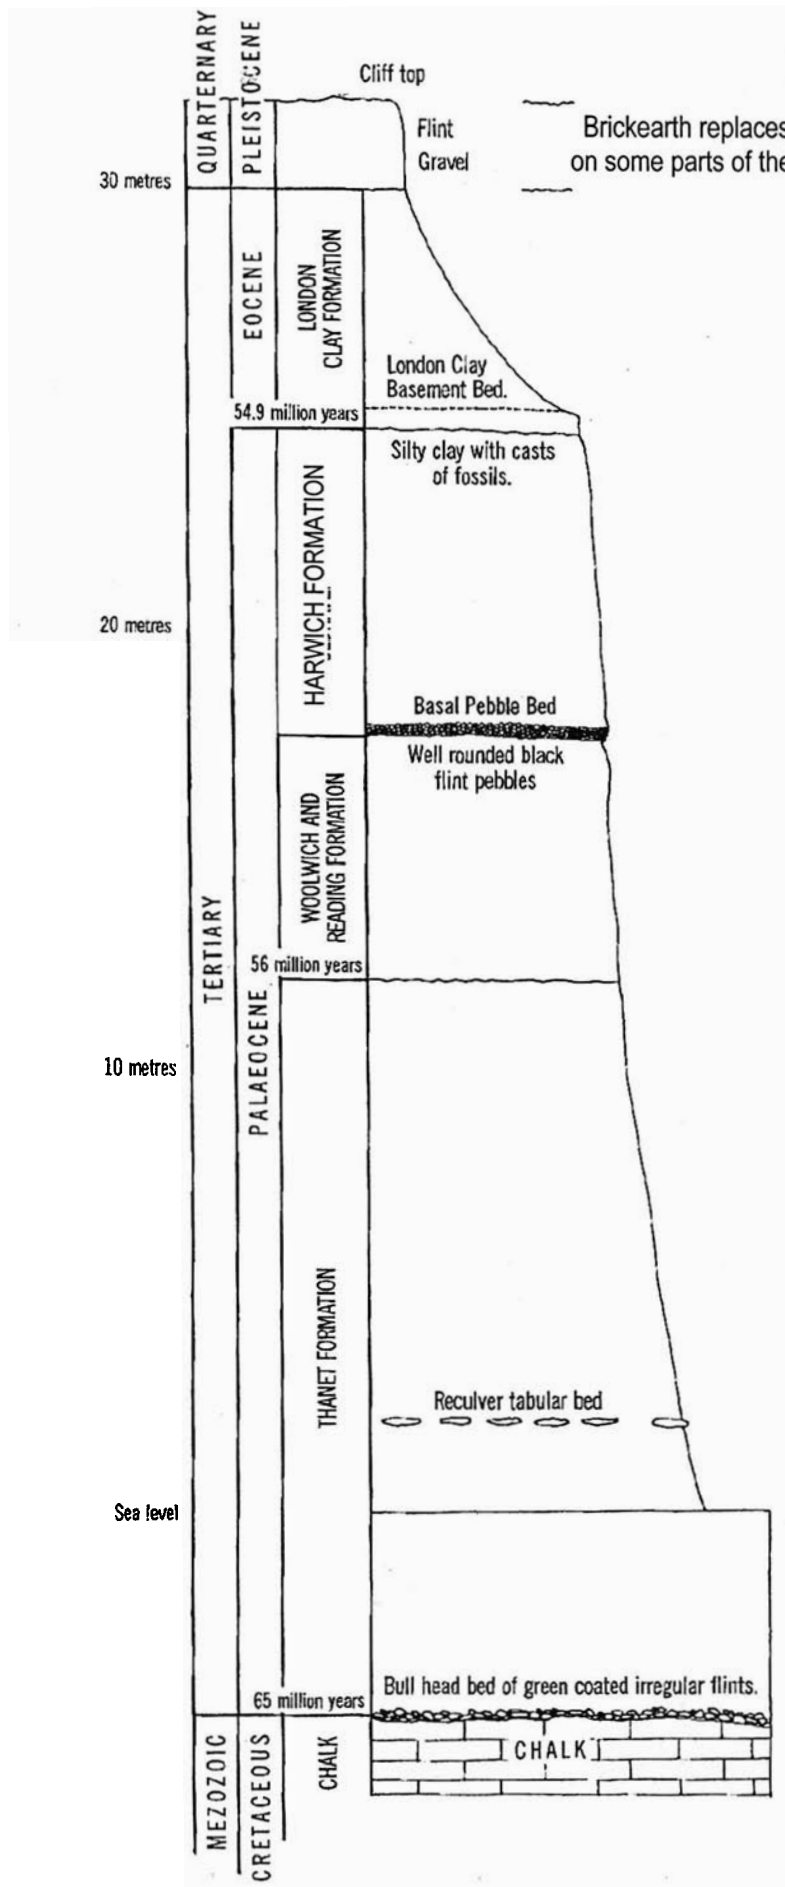 QUARTERNARY
PLEISTOCENE
Cliff top
Flint
Gravel
Brickearth replaces
on some parts of the
30 metres
EOCENE
LONDON
CLAY FORMATION
London Clay
Basement Bed.
54.9 million years
Silty clay with casts
of fossils.
HARWICH FORMATION
20 metres
Basal Pebble Bed
Well rounded black
flint pebbles
WOOLWICH AND
READING FORMATION
TERTIARY
56 million years
PALAEOCENE
10 metres
THANET FORMATION
Reculver tabular bed
Sea level
Bull head bed of green coated irregular flints.
65 million years
MEZOZOIC
CRETACEOUS
CHALK
CHALK